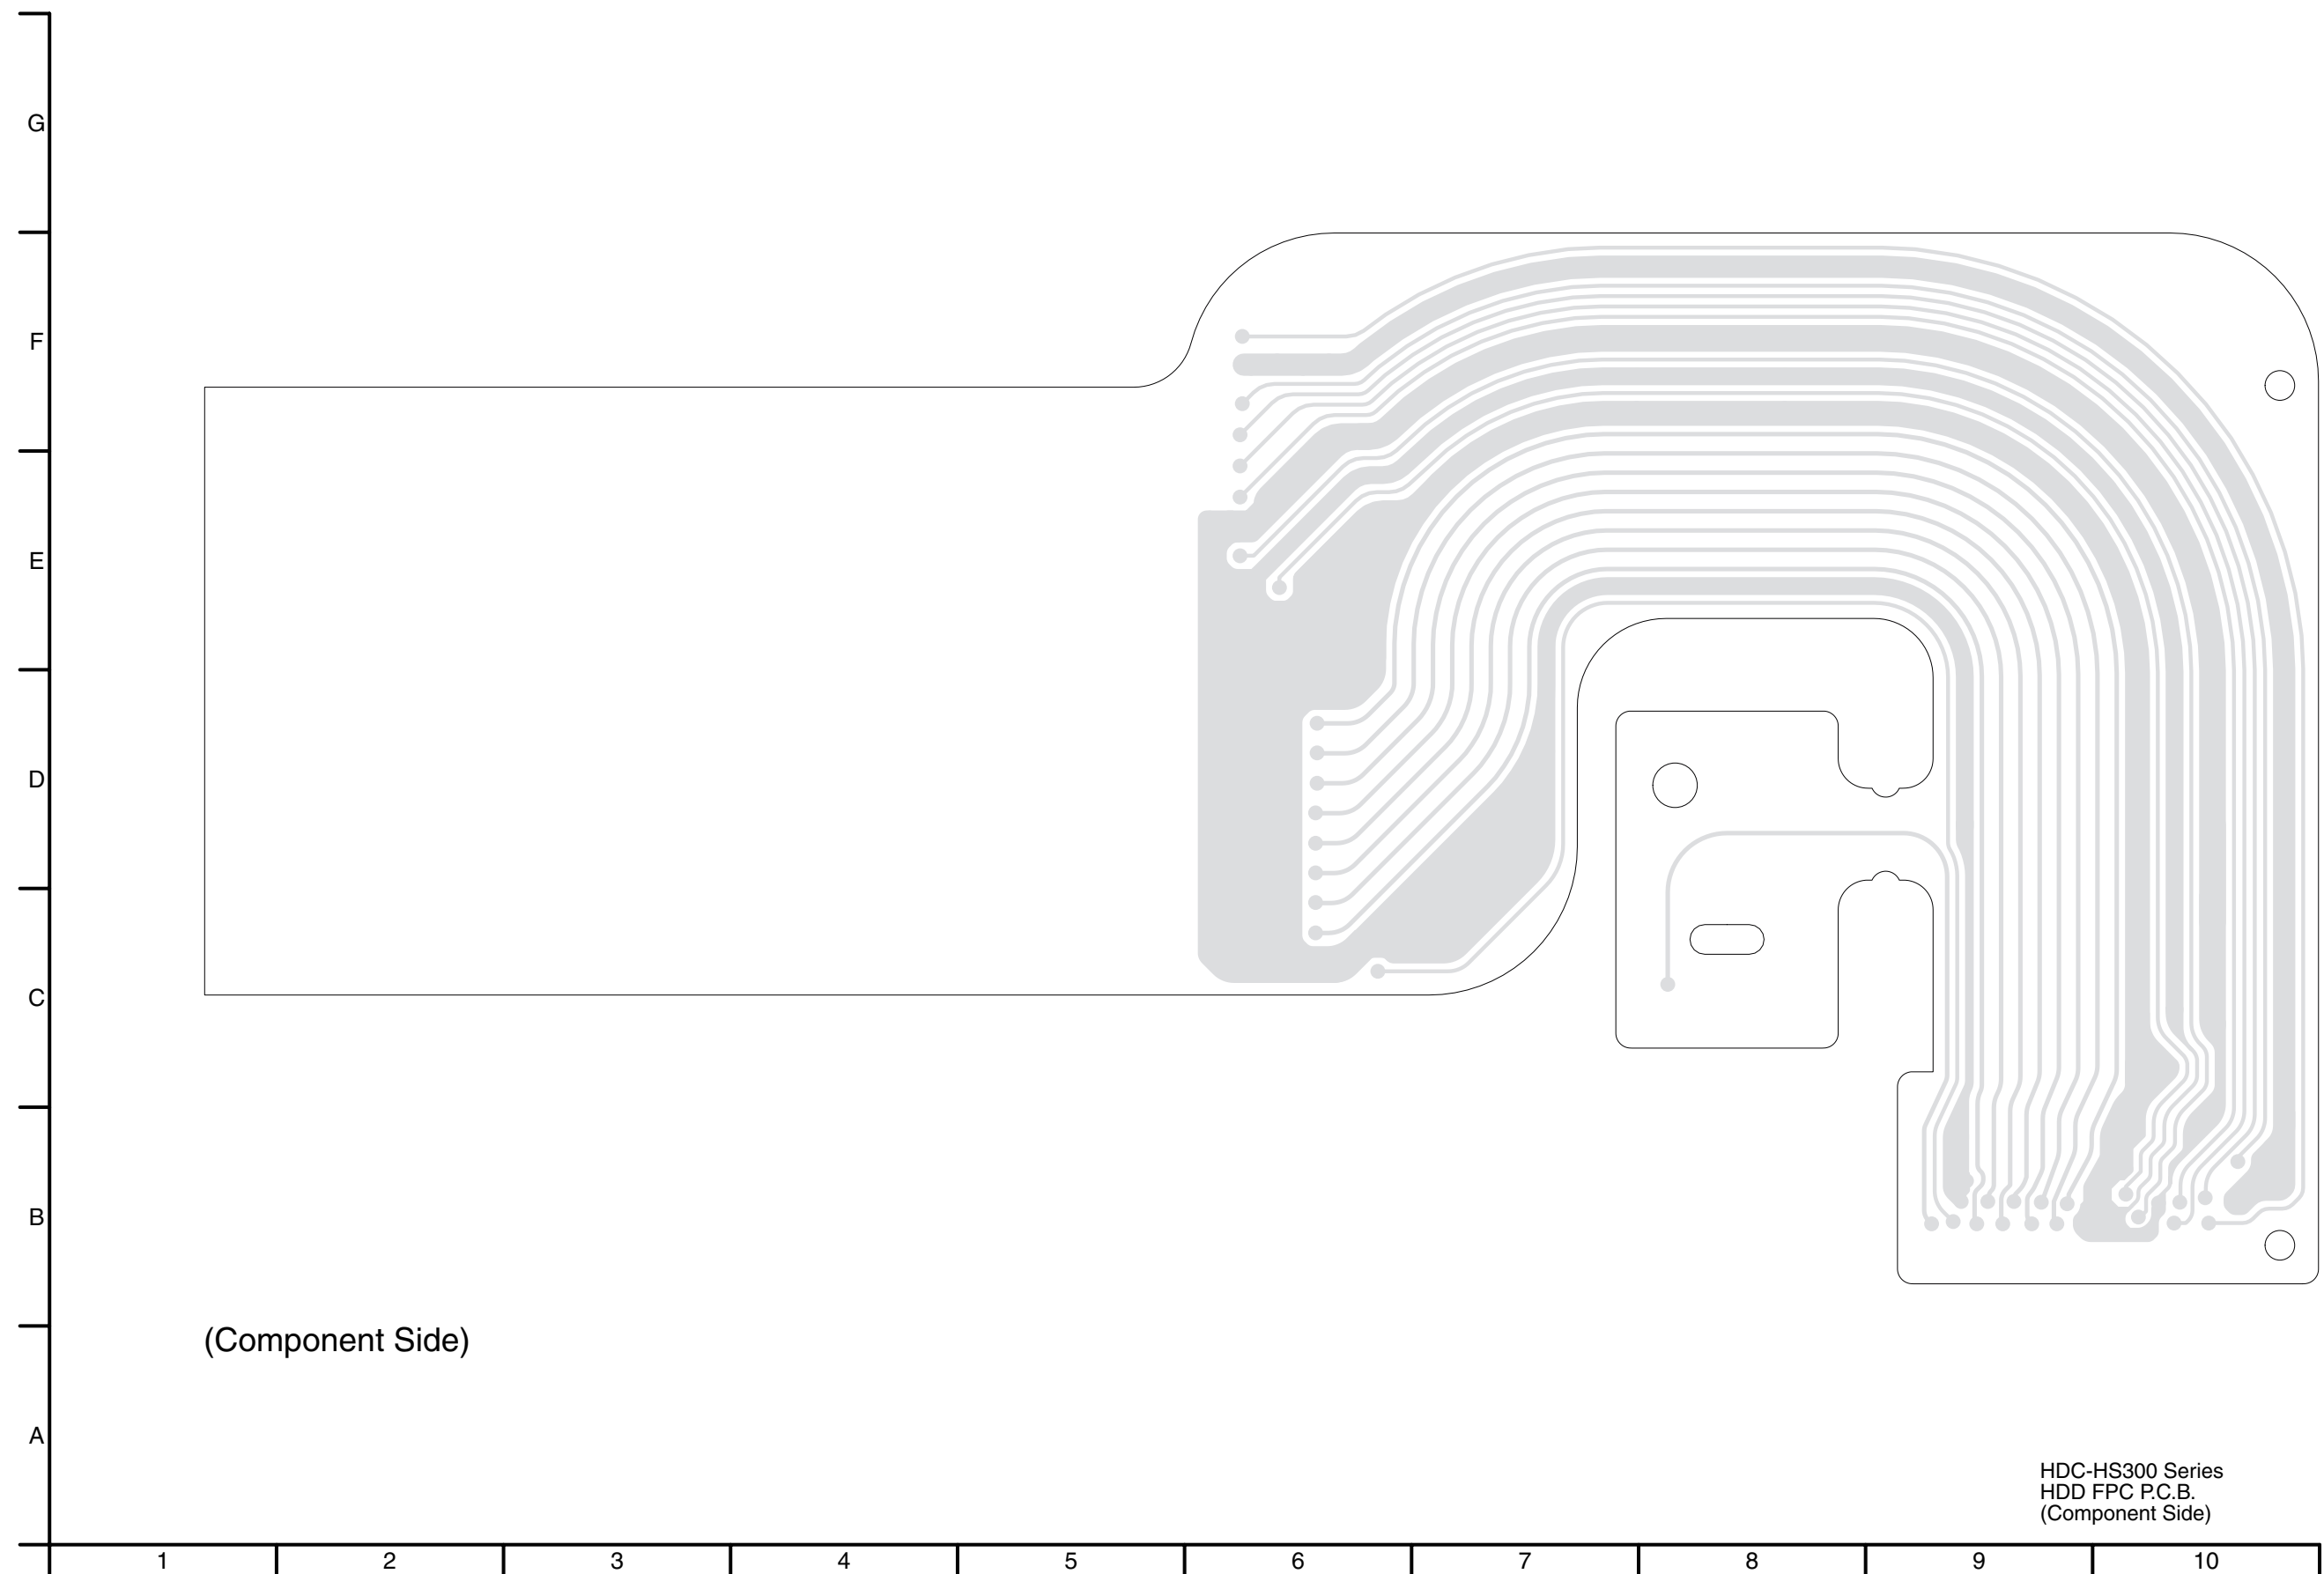 G
F
E
D
C
B
(Component Side)
A
HDC-HS300 Series
HDD FPC P.C.B.
(Component Side)
1 2 3 4 5 6 7 8 9 10